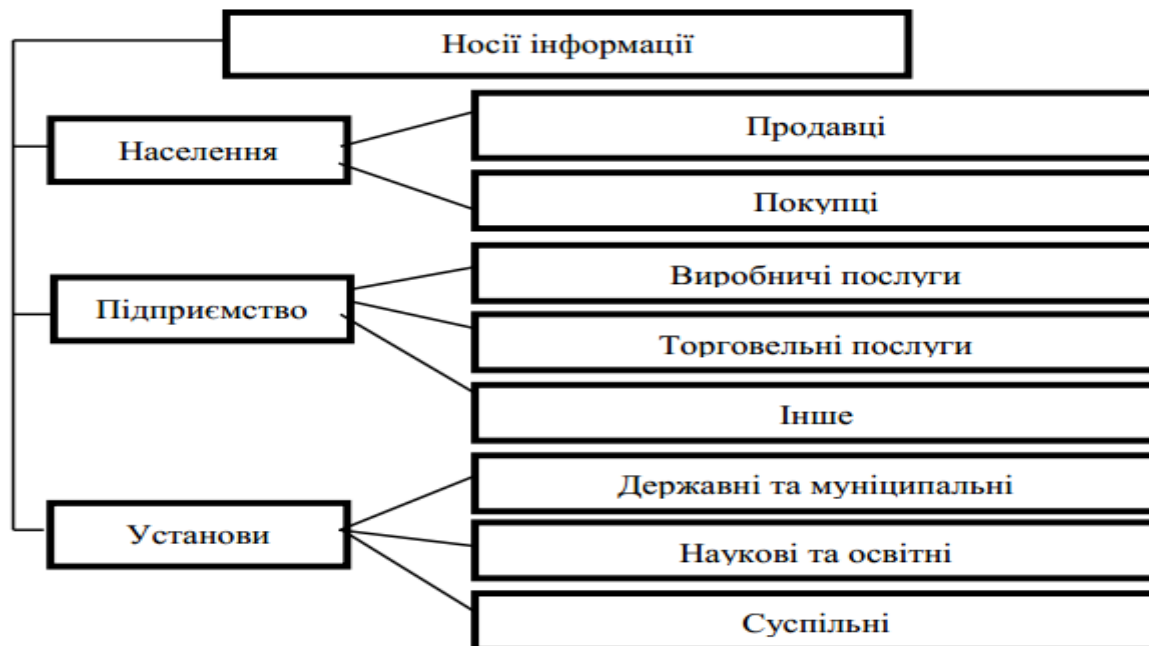 Носії інформації
Населення
Продавці
Покупці
Підприємство
Виробничі послуги
Торговельні послуги
Інше
Установи
Державні та муніципальні
Наукові та освітні
Суспільні